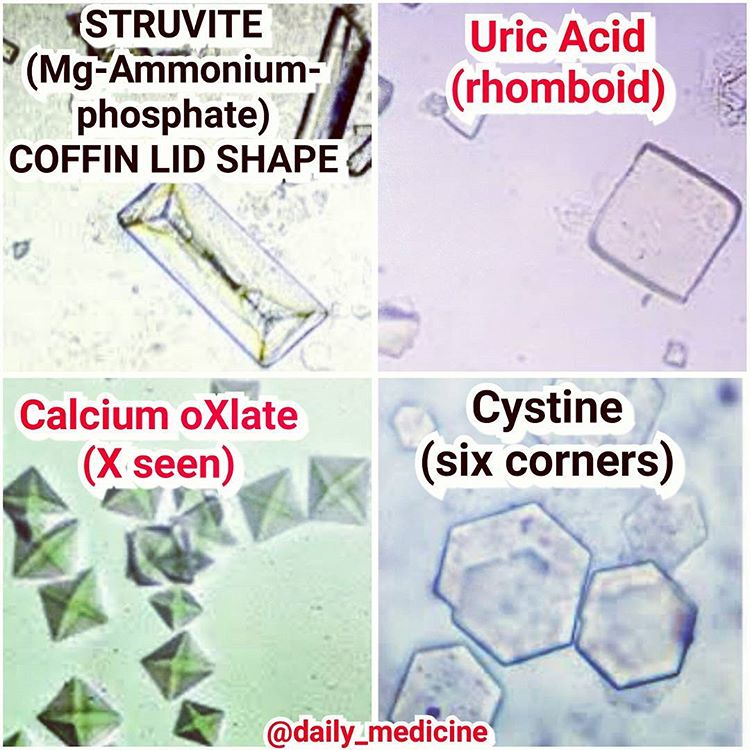 STRUVITE
(Mg-Ammonium-
phosphate)
COFFIN LID SHAPE
Uric Acid
(rhomboid)
Calcium oXlate
(X seen)
Cystine
(six corners)
@daily_medicine